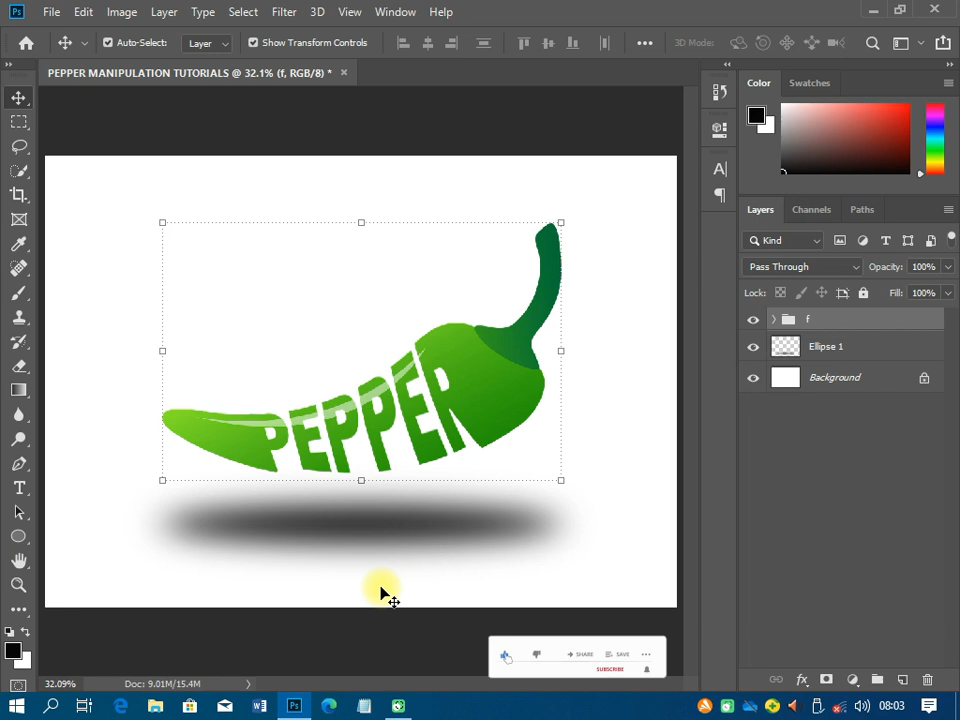 Ps File Edit Image Layer Type Select Filter 3D View Window Help
Auto-Select: Layer Show Transform Controls 3D Mode:
PEPPER MANIPULATION TUTORIALS @ 32.1% (f, RGB/8) *
Color Swatches
Layers Channels Paths
Kind
Pass Through Opacity: 100%
Lock: Fill: 100%
f
Ellipse 1
Background
PEPPER
SHARE SAVE
SUBSCRIBE
32.09% Doc: 9.01M/15.4M
08:03